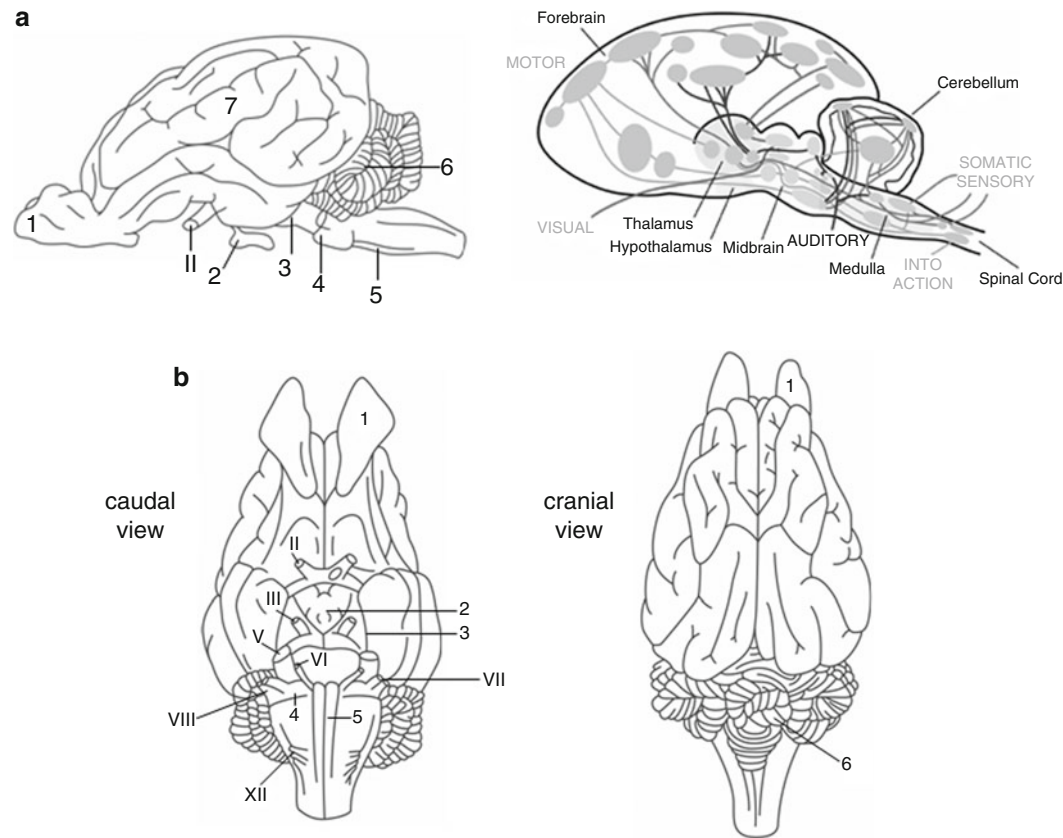 a
7
6
1
II
2
3
4
5
Forebrain
MOTOR
Cerebellum
SOMATIC
SENSORY
VISUAL
Thalamus
Hypothalamus
Midbrain
AUDITORY
Medulla
INTO
ACTION
Spinal Cord
b
caudal
view
1
II
III
2
3
V
VI
VII
VIII
4
5
XII
cranial
view
1
6